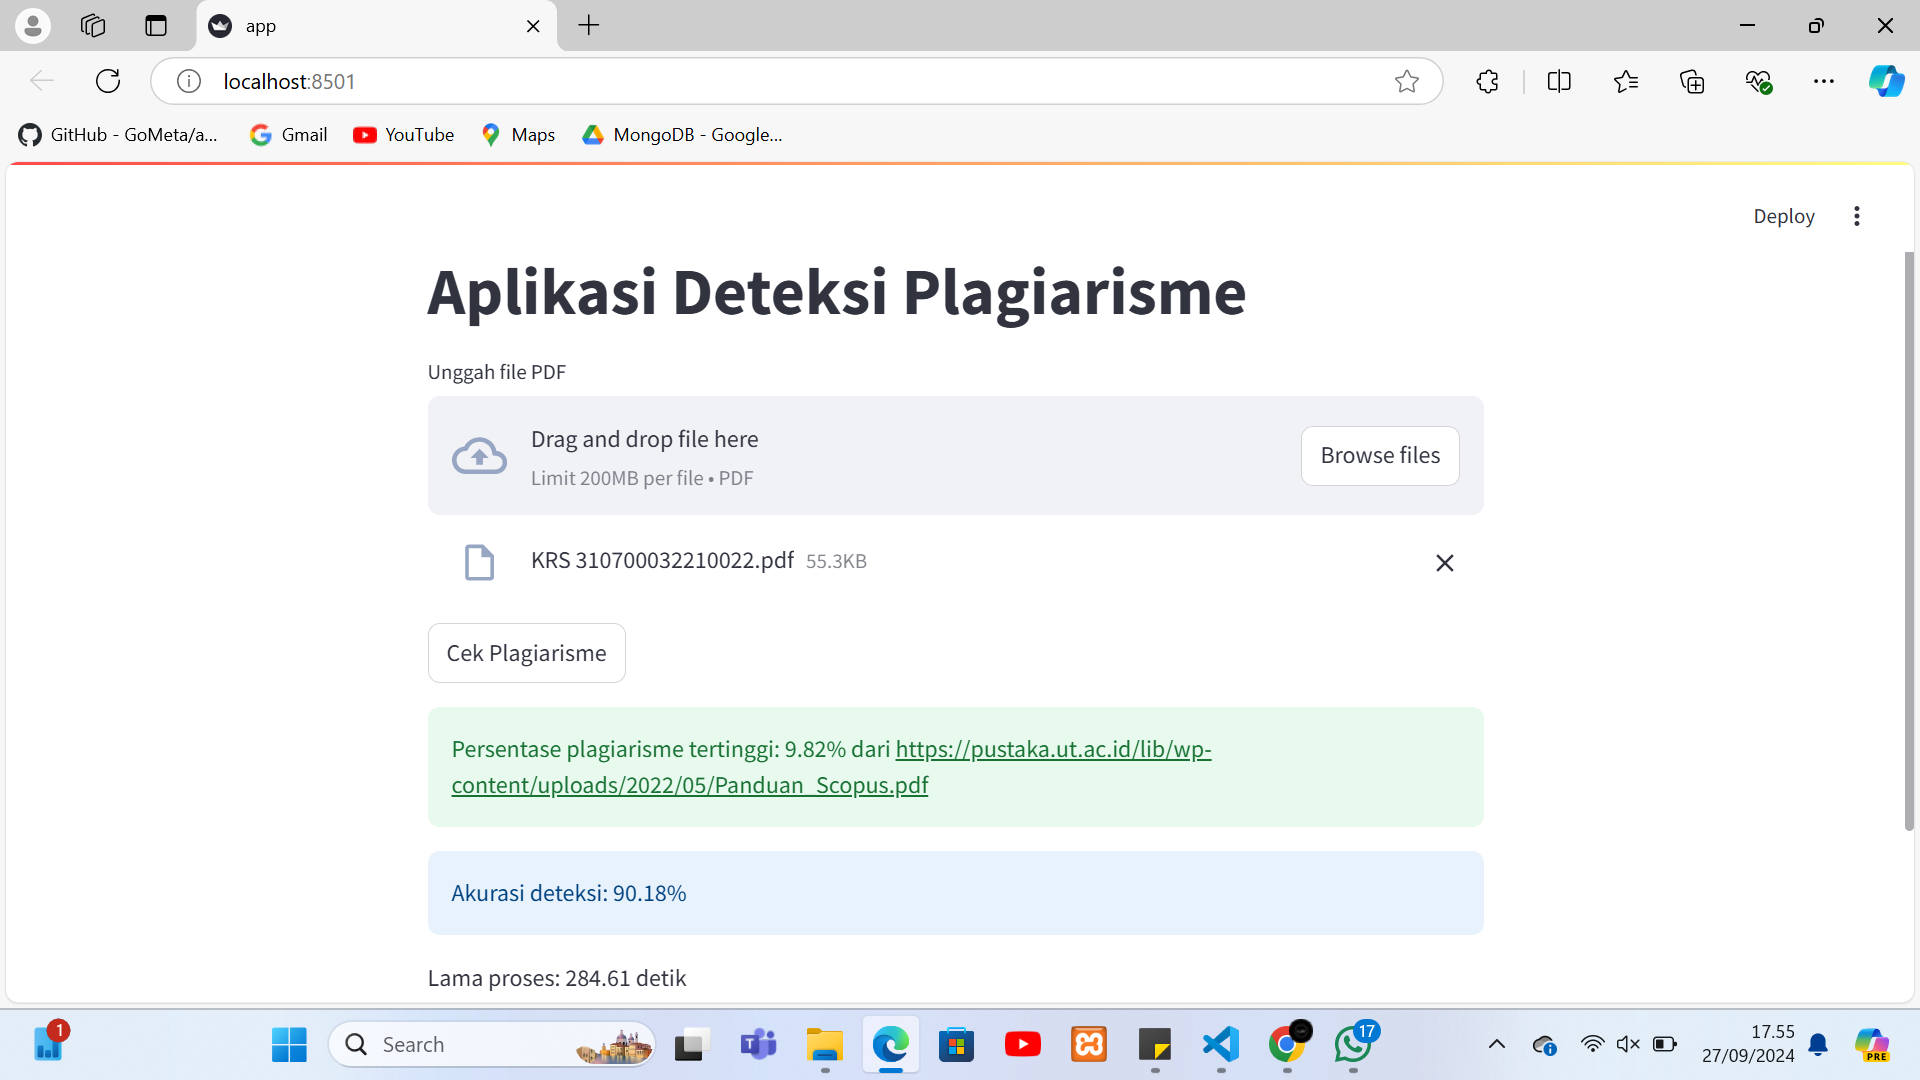 app
localhost:8501
GitHub - GoMeta/a...
Gmail
YouTube
Maps
MongoDB - Google...
Deploy
Aplikasi Deteksi Plagiarisme
Unggah file PDF
Drag and drop file here
Limit 200MB per file • PDF
Browse files
KRS 310700032210022.pdf 55.3KB
Cek Plagiarisme
Persentase plagiarisme tertinggi: 9.82% dari https://pustaka.ut.ac.id/lib/wp-
content/uploads/2022/05/Panduan_Scopus.pdf
Akurasi deteksi: 90.18%
Lama proses: 284.61 detik
1
Search
17
17.55
27/09/2024
PRE